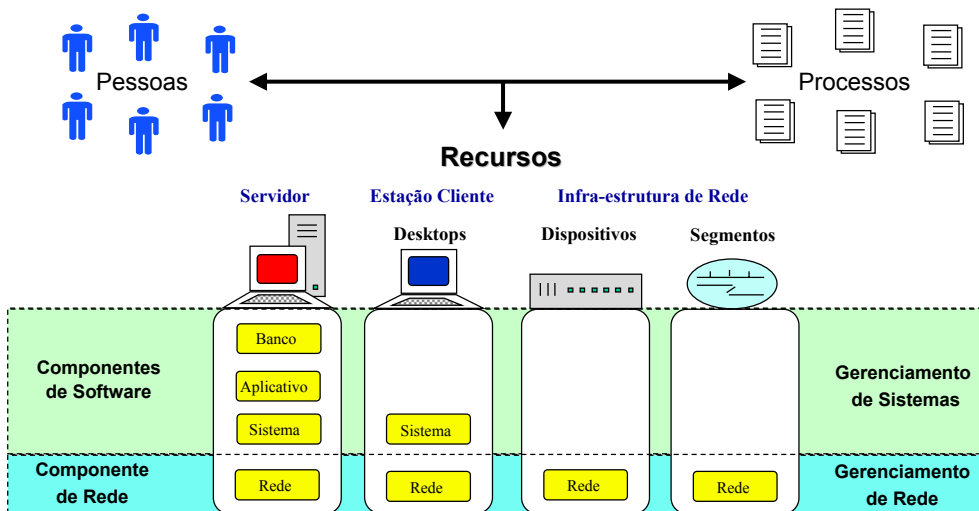 Pessoas
Processos
Recursos
Servidor
Estação Cliente
Infra-estrutura de Rede
Desktops
Dispositivos
Segmentos
Componentes
de Software
Banco
Aplicativo
Sistema
Sistema
Gerenciamento
de Sistemas
Componente
de Rede
Rede
Rede
Rede
Rede
Gerenciamento
de Rede